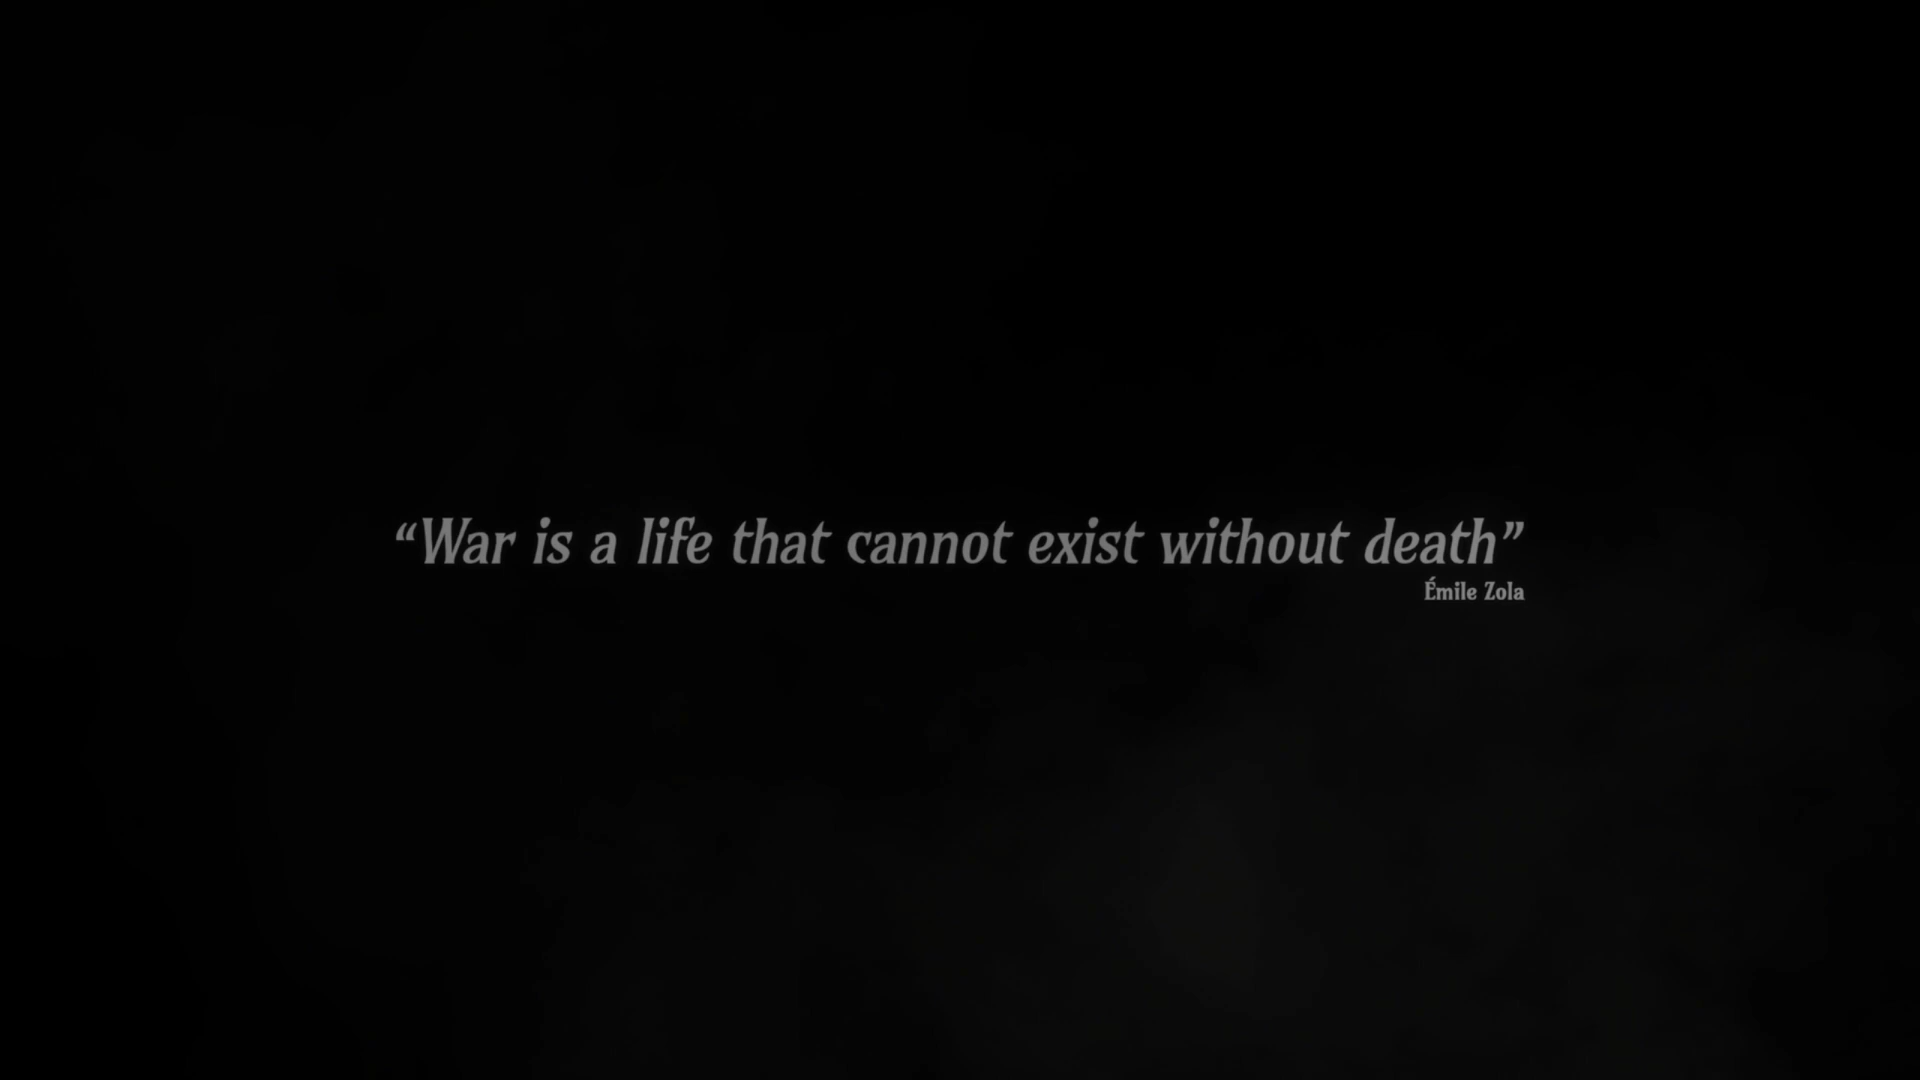 “War is a life that cannot exist without death”
Émile Zola